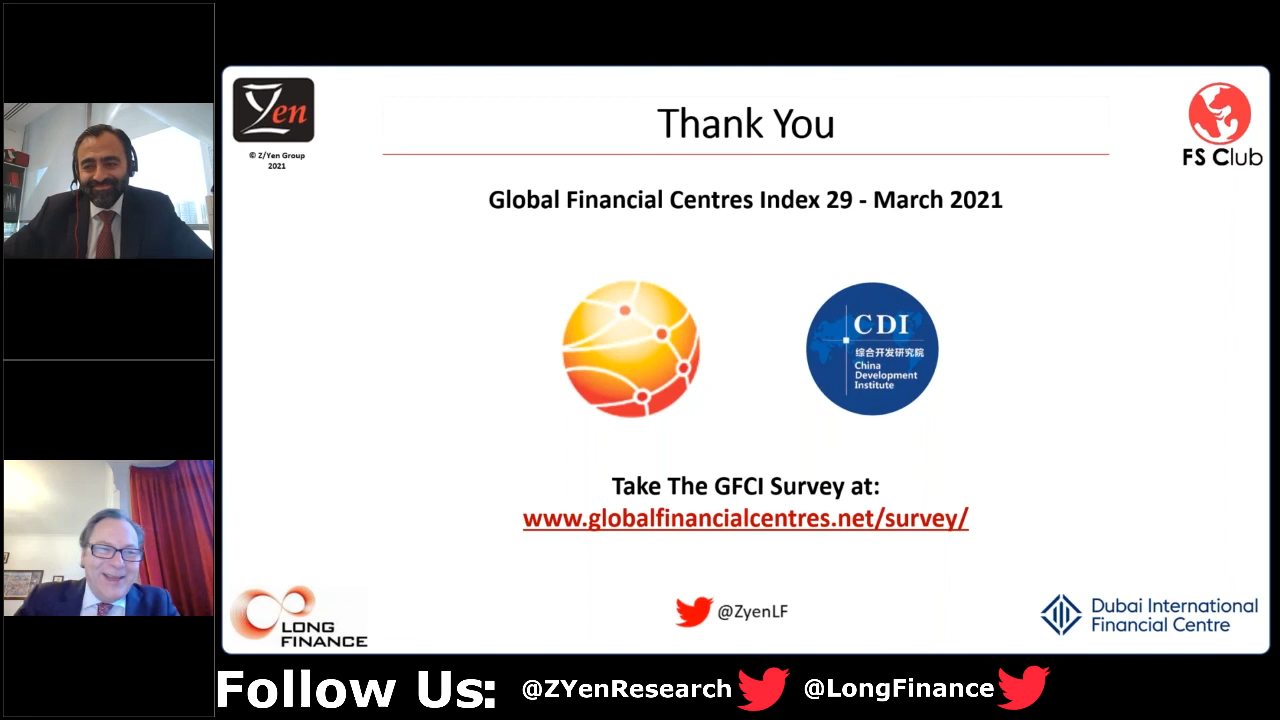 Z/Yen
© Z/Yen Group
2021
Thank You
FS Club
Global Financial Centres Index 29 - March 2021
CDI
综合开发研究院
China
Development
Institute
Take The GFCI Survey at:
www.globalfinancialcentres.net/survey/
LONG
FINANCE
@ZyenLF
Dubai International
Financial Centre
Follow Us: @ZYenResearch @LongFinance